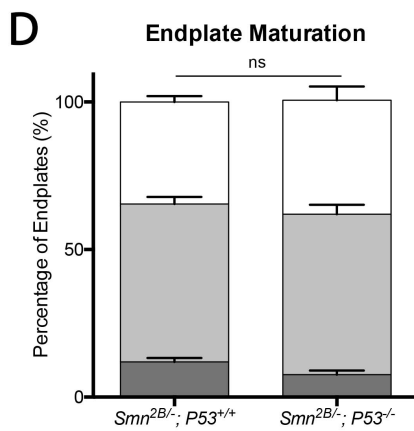 D
Endplate Maturation
ns
Percentage of Endplates (%)
100
50
0
Smn2B/-; P53+/+
Smn2B/-; P53-/-